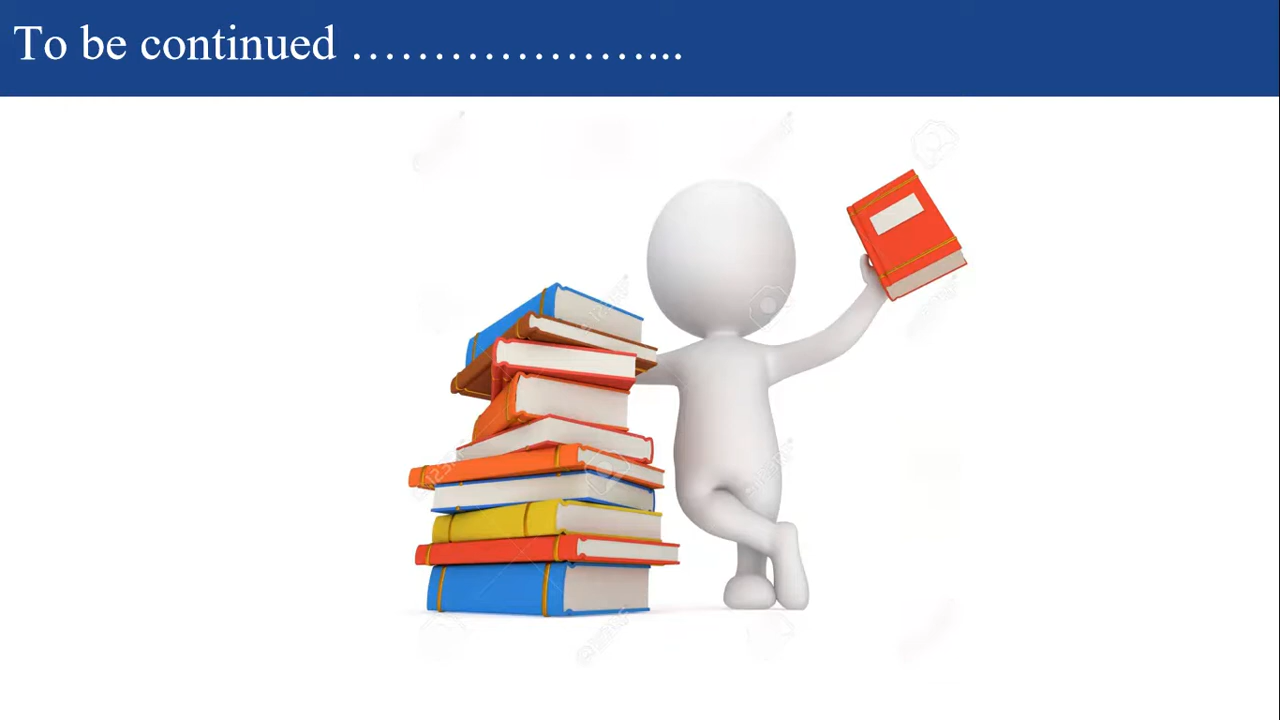 To be continued …………………...